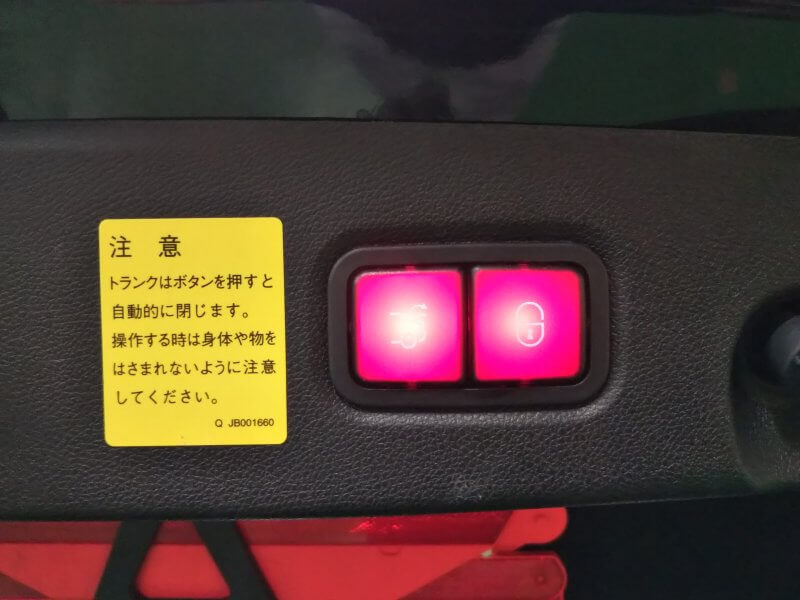 注 意
トランクはボタンを押すと
自動的に閉じます。
操作する時は身体や物を
はさまれないように注意
してください。
Q JB001660